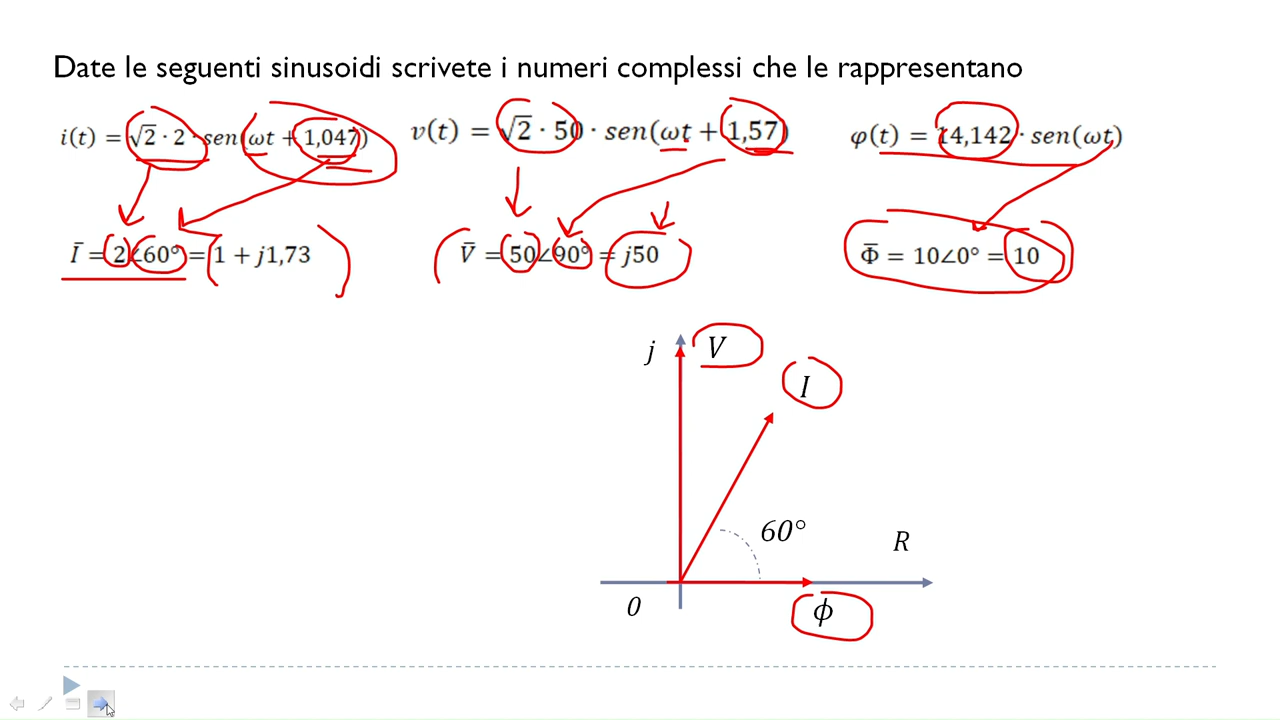 Date le seguenti sinusoidi scrivete i numeri complessi che le rappresentano
i(t) = √2 · 2 · sen(ωt + 1,047)
v(t) = √2 · 50 · sen(ωt + 1,57)
φ(t) = 14,142 · sen(ωt)
Ī = 2∠60° = 1 + j1,73
V̄ = 50∠90° = j50
Φ̄ = 10∠0° = 10
j
V
I
60°
R
0
ϕ